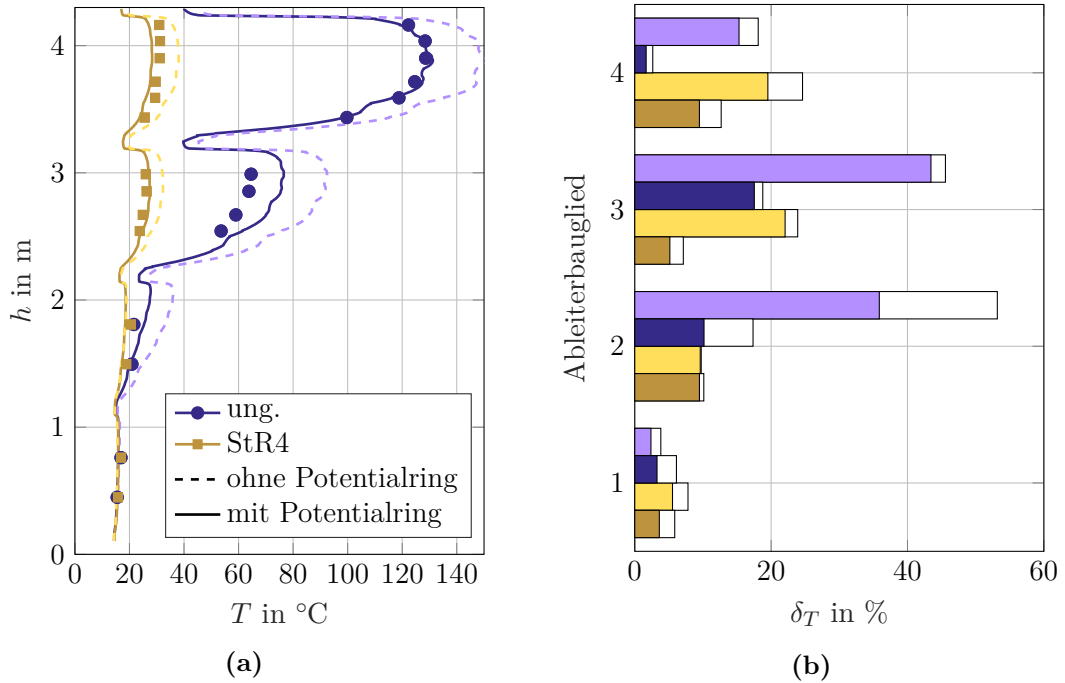 4
3
2
1
0
h in m
0 20 40 60 80 100 120 140
T in °C
ung.
StR4
ohne Potentialring
mit Potentialring
(a)
4
3
2
1
Ableiterbauglied
0 20 40 60
δT in %
(b)